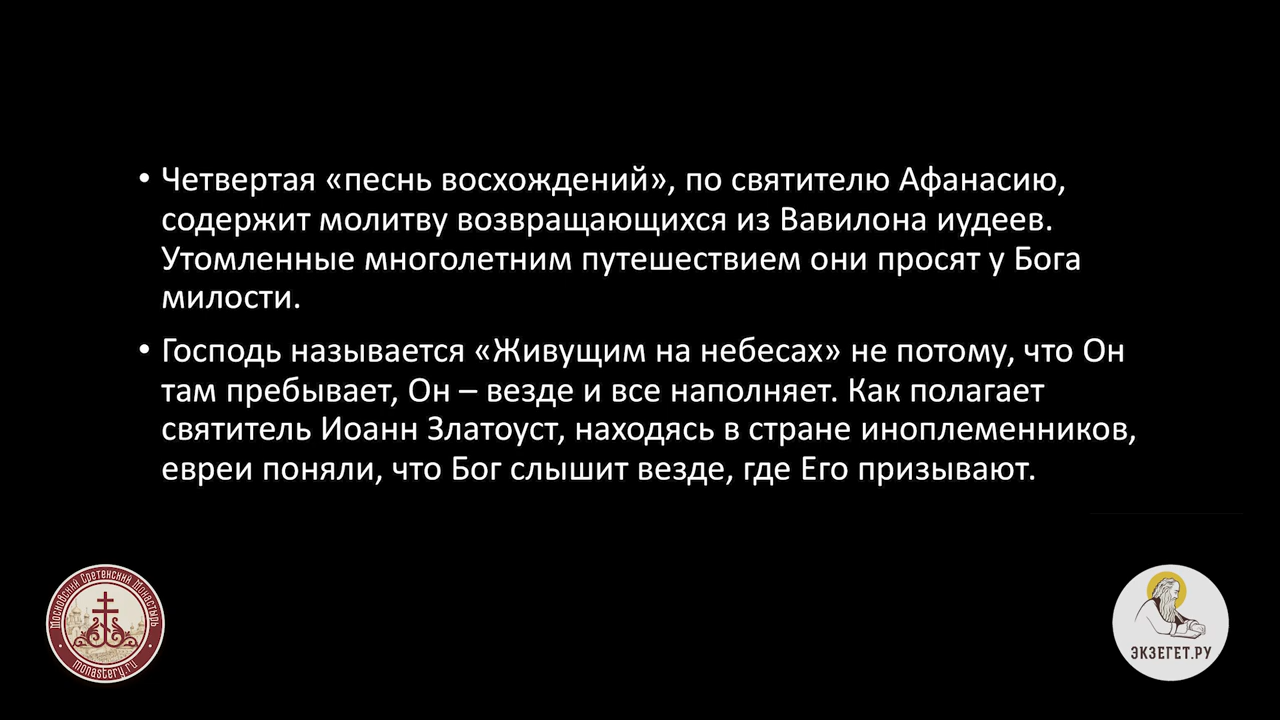 • Четвертая «песнь восхождений», по святителю Афанасию,
содержит молитву возвращающихся из Вавилона иудеев.
Утомленные многолетним путешествием они просят у Бога
милости.
• Господь называется «Живущим на небесах» не потому, что Он
там пребывает, Он – везде и все наполняет. Как полагает
святитель Иоанн Златоуст, находясь в стране иноплеменников,
евреи поняли, что Бог слышит везде, где Его призывают.
Московский Сретенский Монастырь
monastery.ru
ЭКЗЕГЕТ.РУ